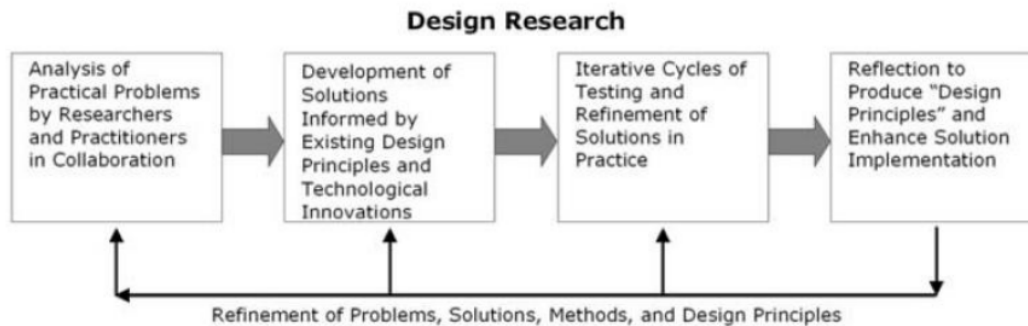 Design Research
Analysis of
Practical Problems
by Researchers
and Practitioners
in Collaboration
Development of
Solutions
Informed by
Existing Design
Principles and
Technological
Innovations
Iterative Cycles of
Testing and
Refinement of
Solutions in
Practice
Reflection to
Produce “Design
Principles” and
Enhance Solution
Implementation
Refinement of Problems, Solutions, Methods, and Design Principles